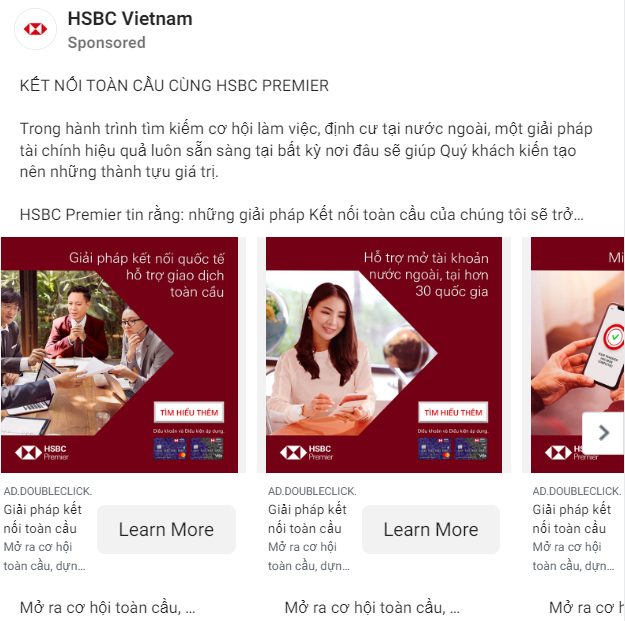 HSBC Vietnam
Sponsored
KẾT NỐI TOÀN CẦU CÙNG HSBC PREMIER
Trong hành trình tìm kiếm cơ hội làm việc, định cư tại nước ngoài, một giải pháp
tài chính hiệu quả luôn sẵn sàng tại bất kỳ nơi đâu sẽ giúp Quý khách kiến tạo
nên những thành tựu giá trị.
HSBC Premier tin rằng: những giải pháp Kết nối toàn cầu của chúng tôi sẽ trở...
Giải pháp kết nối quốc tế
hỗ trợ giao dịch
toàn cầu
TÌM HIỂU THÊM
Điều khoản và Điều kiện áp dụng.
HSBC
Premier
Hỗ trợ mở tài khoản
nước ngoài, tại hơn
30 quốc gia
TÌM HIỂU THÊM
Điều khoản và Điều kiện áp dụng.
HSBC
Premier
Mi
HS
Premier
AD.DOUBLECLICK.
Giải pháp kết
nối toàn cầu
Mở ra cơ hội
toàn cầu, dựn...
Learn More
AD.DOUBLECLICK.
Giải pháp kết
nối toàn cầu
Mở ra cơ hội
toàn cầu, dựn...
Learn More
AD.DOUBLECLICK.
Giải pháp kết
nối toàn cầu
Mở ra cơ hội
toàn cầu, dựn...
Mở ra cơ hội toàn cầu, ...
Mở ra cơ hội toàn cầu, ...
Mở ra cơ h